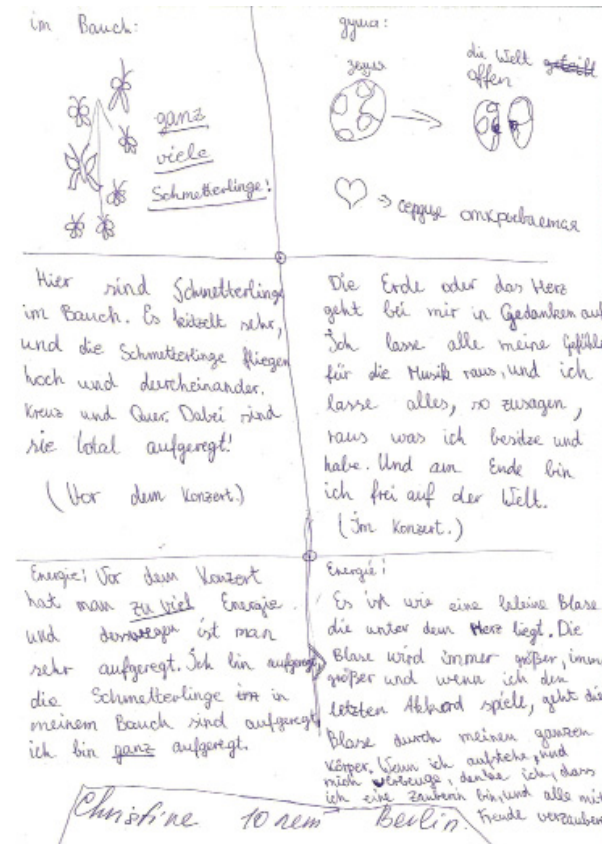 im Bauch:
ganz
viele
Schmetterlinge!
душа:
земля
die Welt geteilt
offen
сердце открываемая
Hier sind Schmetterlinge
im Bauch. Es kitzelt sehr,
und die Schmetterlinge fliegen
hoch und durcheinander.
Kreuz und Quer. Dabei sind
sie total aufgeregt!
(Vor dem Konzert.)
Die Erde oder das Herz
geht bei mir in Gedanken auf
Ich lasse alle meine Gefühle
für die Musik raus, und ich
lasse alles, so zusagen,
raus was ich besitze und
habe. Und am Ende bin
ich frei auf der Welt.
(Im Konzert.)
Energie! Vor dem Konzert
hat man zu viel Energie
und deswegen ist man
sehr aufgeregt. Ich bin aufgeregt,
die Schmetterlinge im in
meinem Bauch sind aufgeregt
ich bin ganz aufgeregt.
Energie!
Es ist wie eine kleine Blase
die unter dem Herz liegt. Die
Blase wird immer größer, imm
größer und wenn ich den
letzten Akkord spiele, geht die
Blase durch meinen ganzen
Körper. Wenn ich aufstehe, und
mich verbeuge, denke ich, dass
ich eine Zauberin bin, und alle mit
Freude verzauber
Christine 10 лет Berlin.